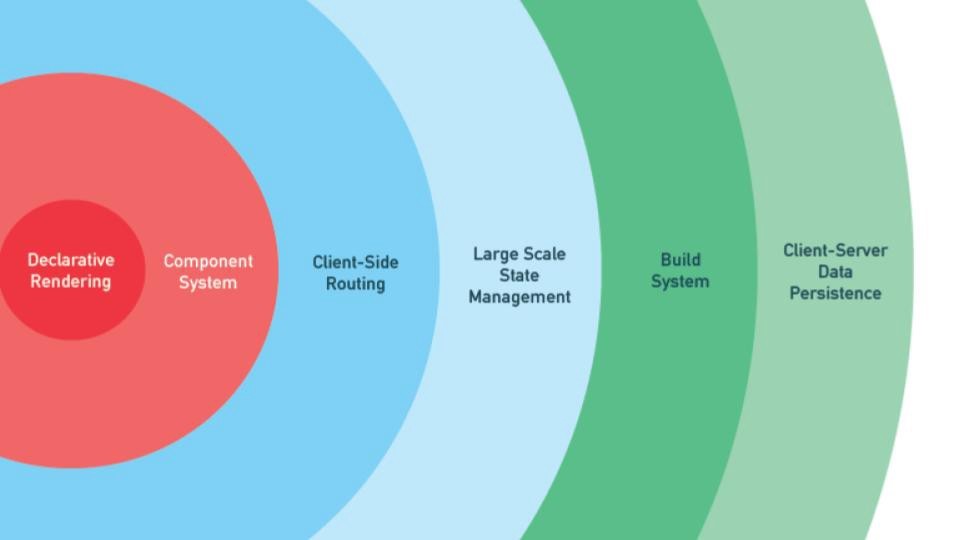 Declarative
Rendering
Component
System
Client-Side
Routing
Large Scale
State
Management
Build
System
Client-Server
Data
Persistence